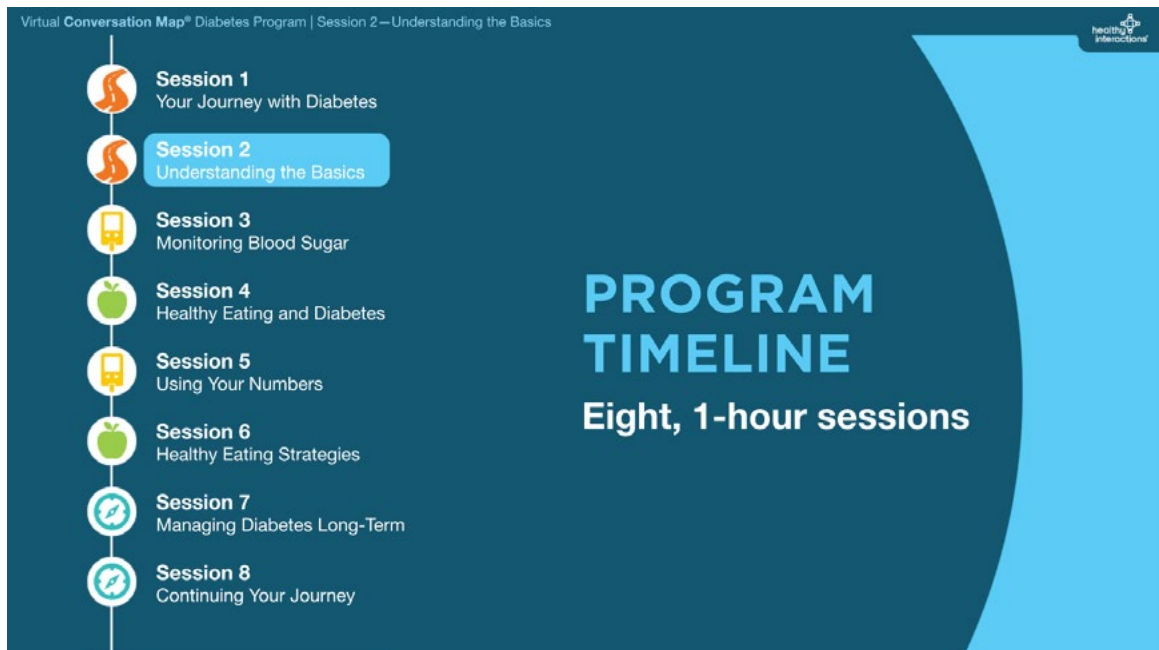 Virtual Conversation Map® Diabetes Program | Session 2—Understanding the Basics
healthy
interactions
Session 1
Your Journey with Diabetes
Session 2
Understanding the Basics
Session 3
Monitoring Blood Sugar
Session 4
Healthy Eating and Diabetes
Session 5
Using Your Numbers
Session 6
Healthy Eating Strategies
Session 7
Managing Diabetes Long-Term
Session 8
Continuing Your Journey
PROGRAM
TIMELINE
Eight, 1-hour sessions